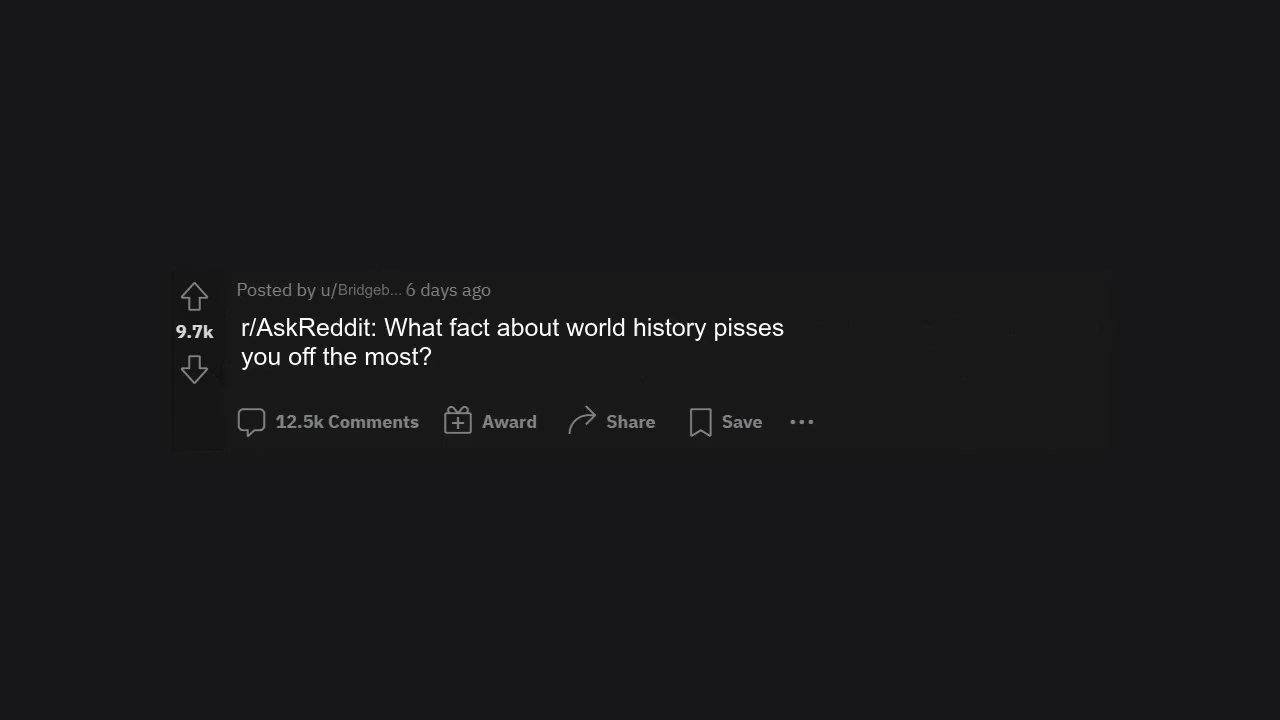 Posted by u/Bridgeb... 6 days ago
9.7k
r/AskReddit: What fact about world history pisses
you off the most?
12.5k Comments Award Share Save